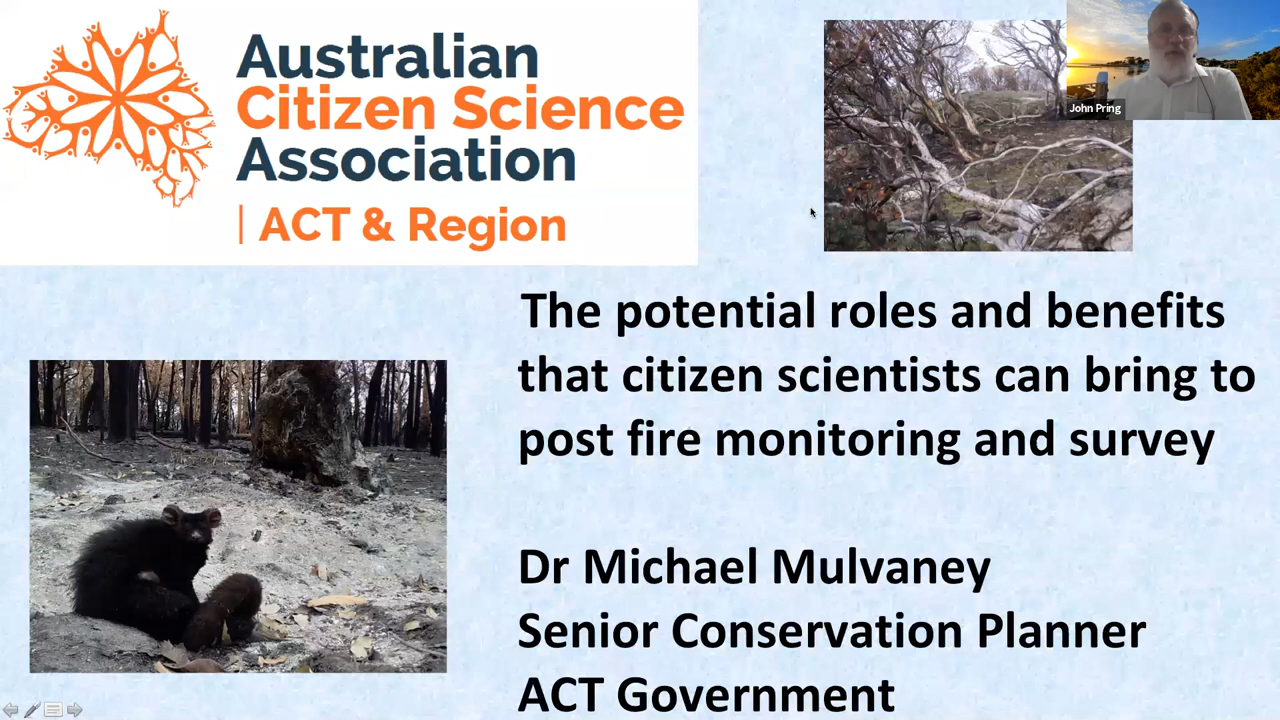 Australian
Citizen Science
Association
| ACT & Region
John Pring
The potential roles and benefits
that citizen scientists can bring to
post fire monitoring and survey
Dr Michael Mulvaney
Senior Conservation Planner
ACT Government